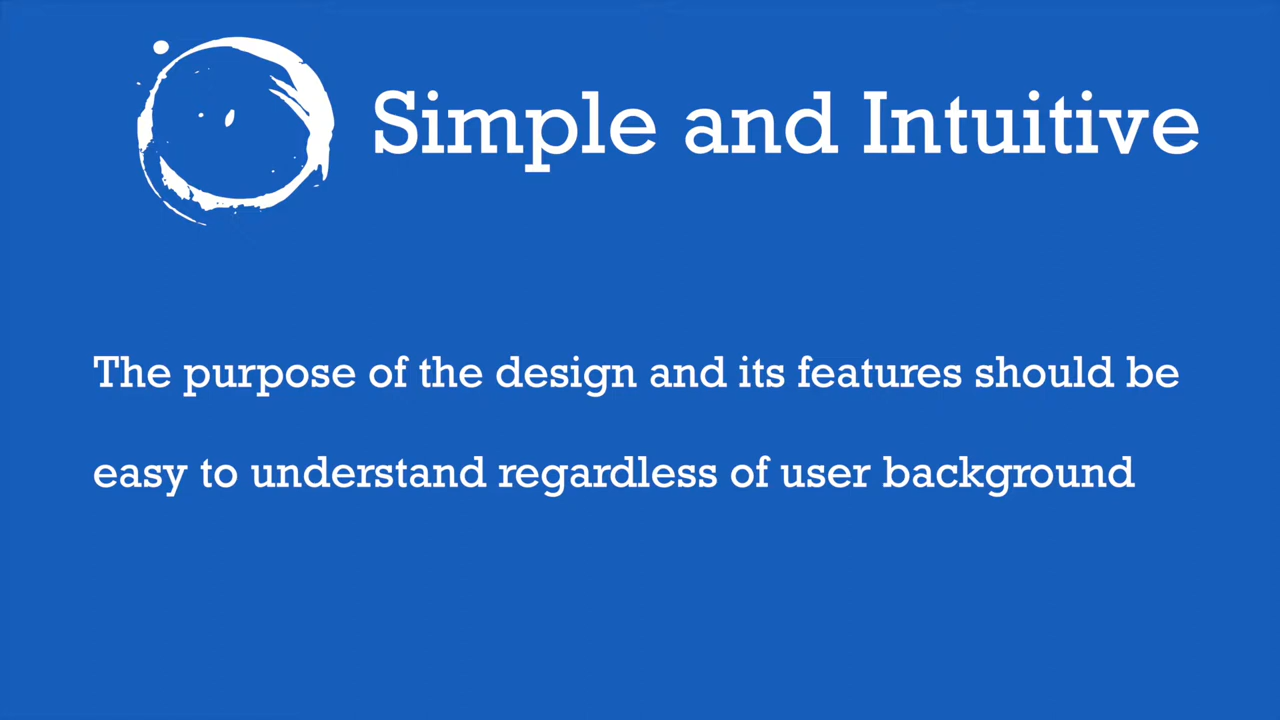 Simple and Intuitive
The purpose of the design and its features should be
easy to understand regardless of user background